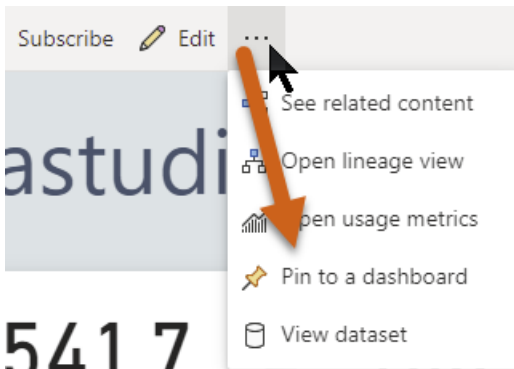 Subscribe Edit ...
See related content
astudi
Open lineage view
pen usage metrics
Pin to a dashboard
541.7
View dataset